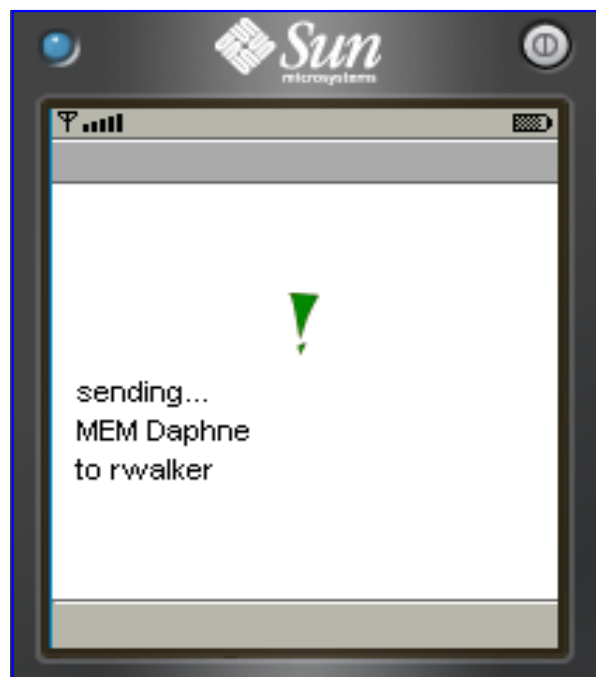 Sun
microsystems
sending...
MEM Daphne
to rwalker